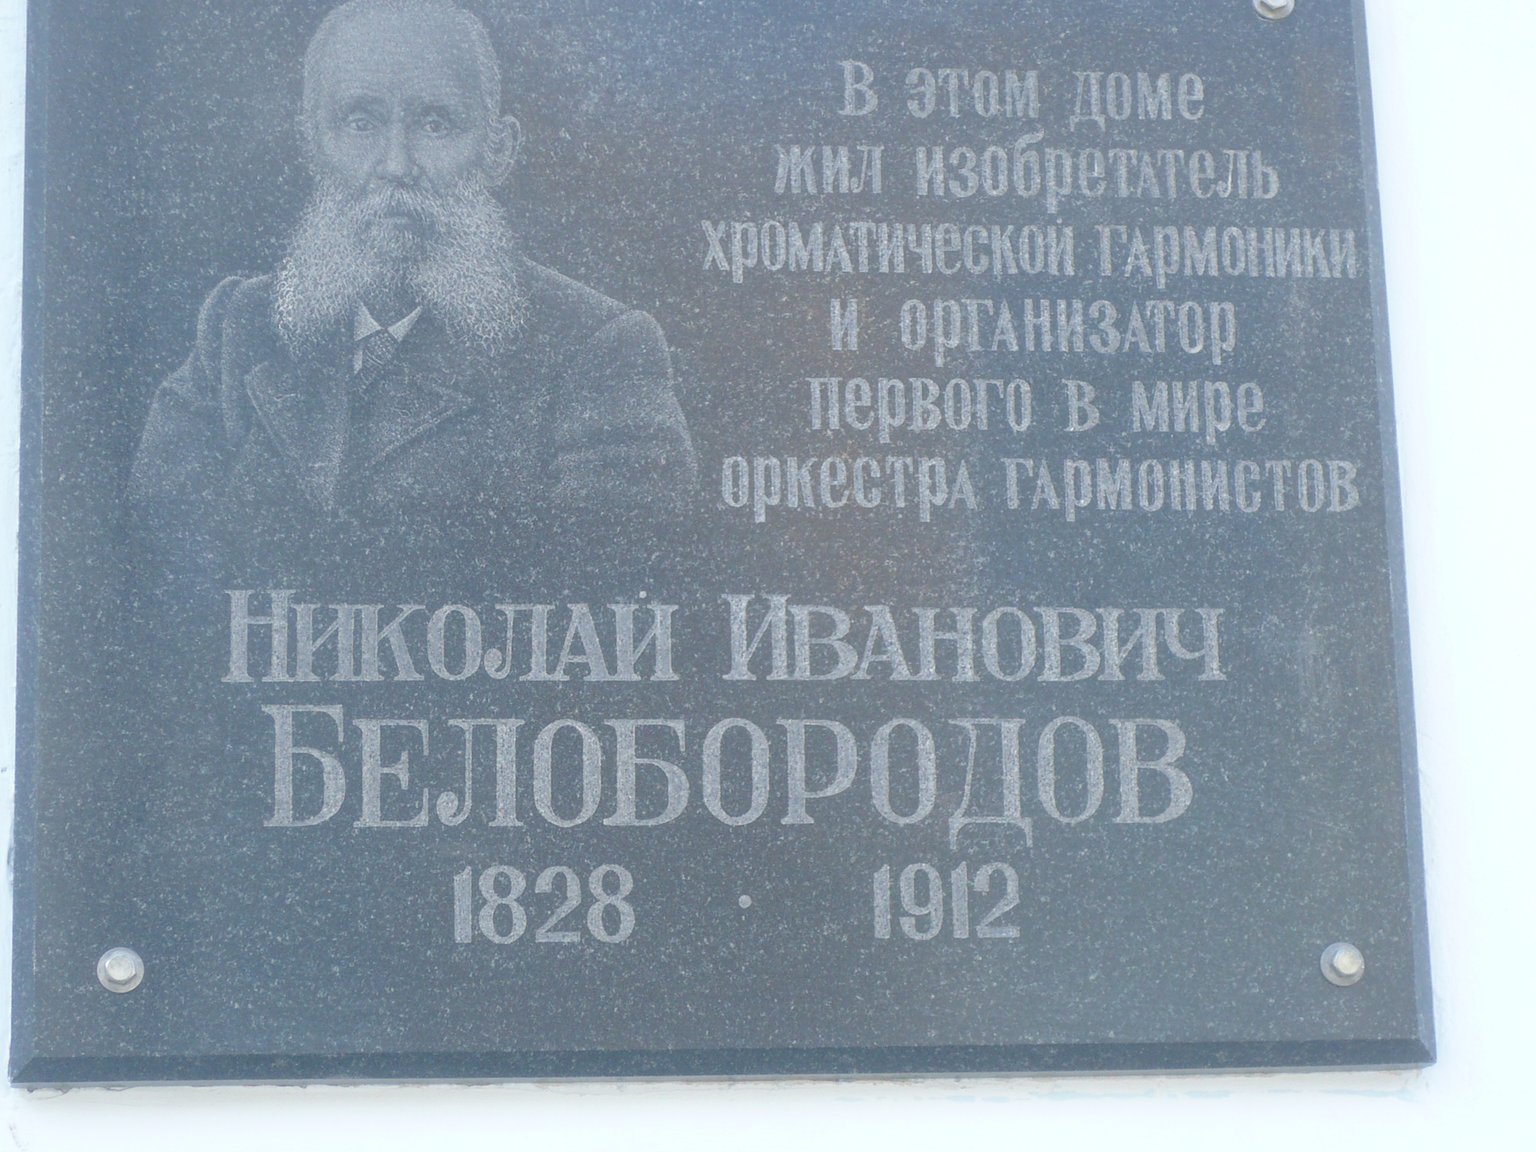 В этом доме
жил изобретатель
хроматической гармоники
и организатор
первого в мире
оркестра гармонистов
Николай Иванович
Белобородов
1828 · 1912